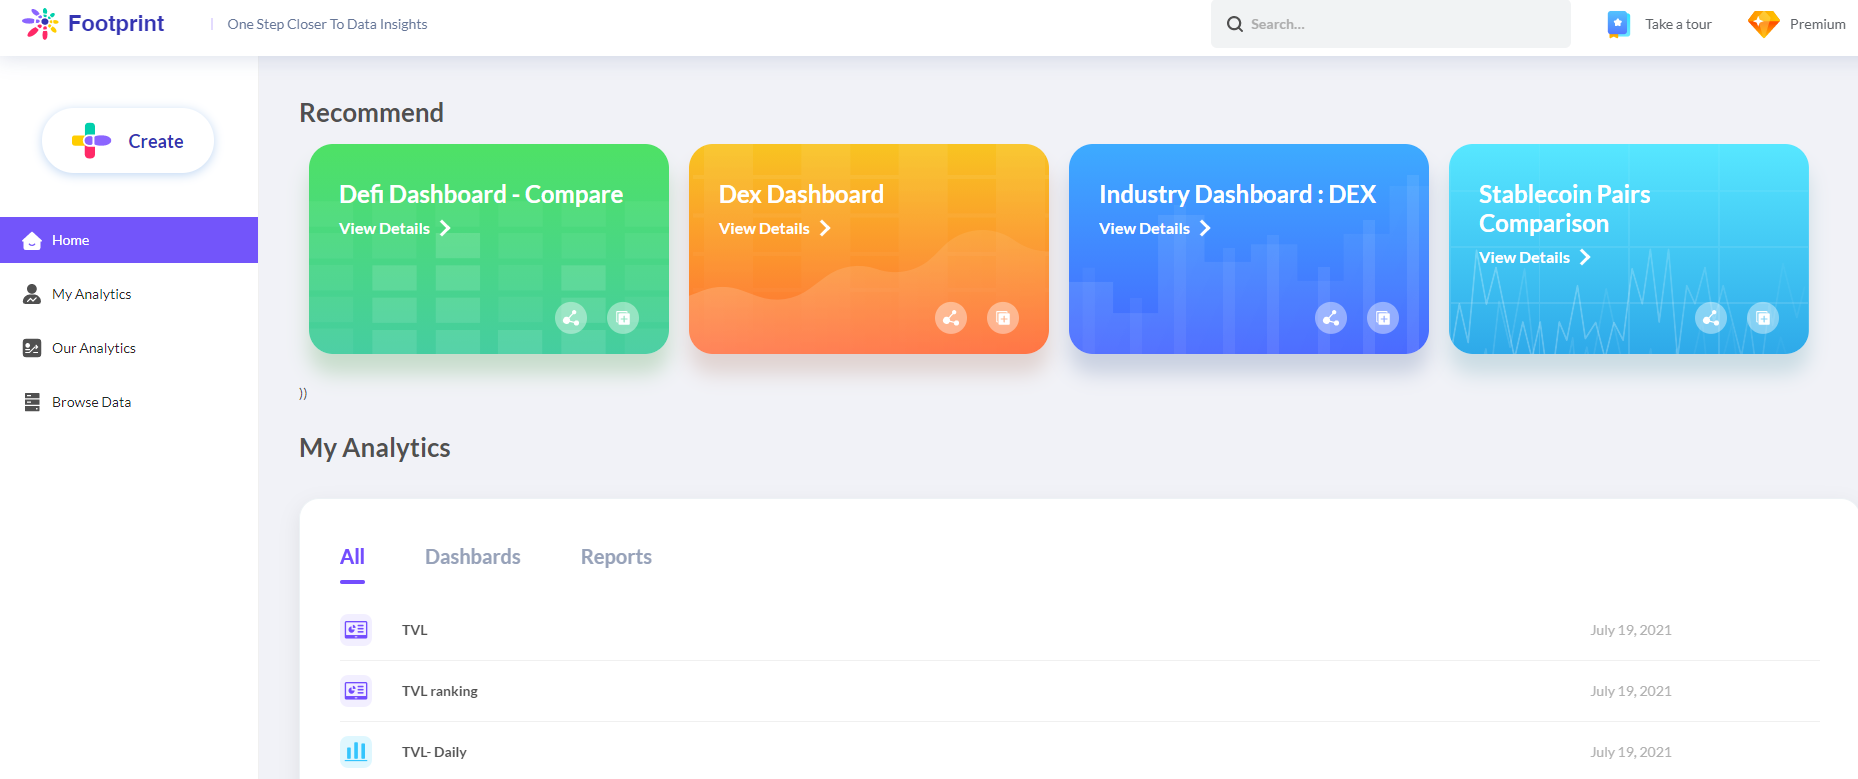 Footprint
One Step Closer To Data Insights
Search...
Take a tour
Premium
Create
Home
My Analytics
Our Analytics
Browse Data
Recommend
Defi Dashboard - Compare
View Details
Dex Dashboard
View Details
Industry Dashboard : DEX
View Details
Stablecoin Pairs
Comparison
View Details
))
My Analytics
All
Dashbards
Reports
TVL
July 19, 2021
TVL ranking
July 19, 2021
TVL- Daily
July 19, 2021